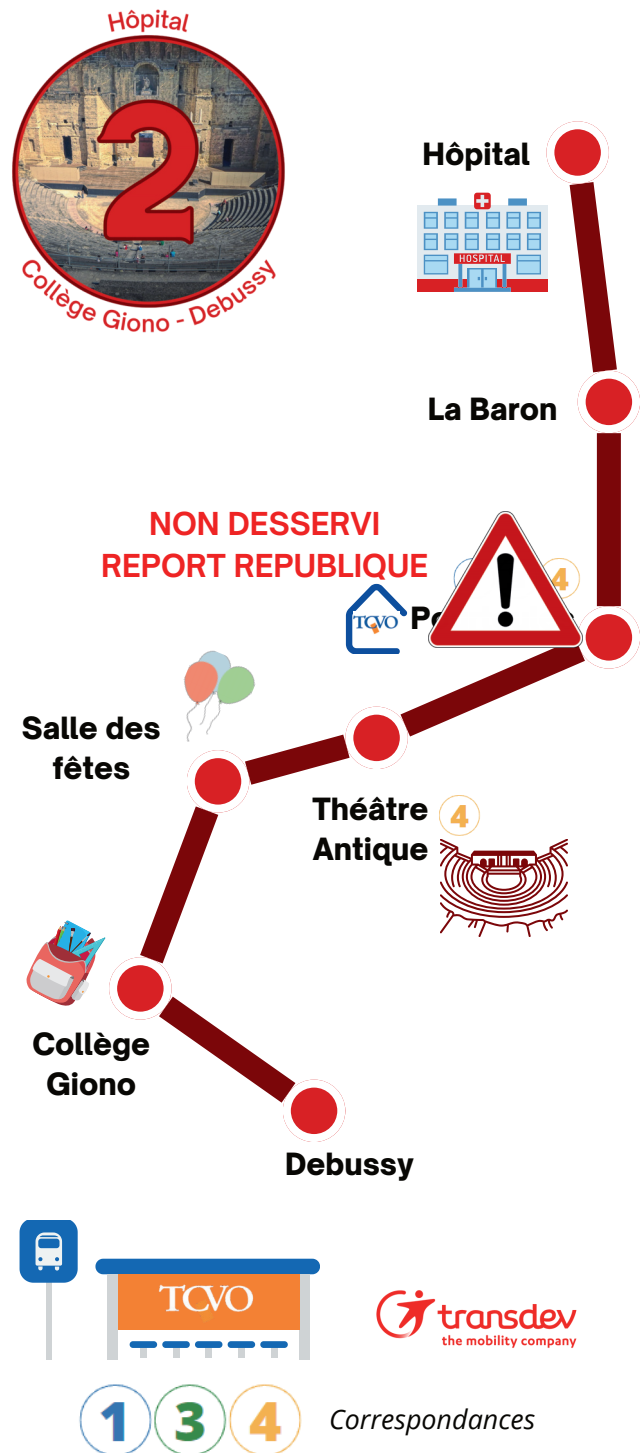 Hôpital
2
Collège Giono - Debussy
Hôpital
HOSPITAL
La Baron
NON DESSERVI
REPORT REPUBLIQUE
4
TCVO
Salle des
fêtes
Théâtre 4
Antique
Collège
Giono
Debussy
TCVO
transdev
the mobility company
1 3 4 Correspondances